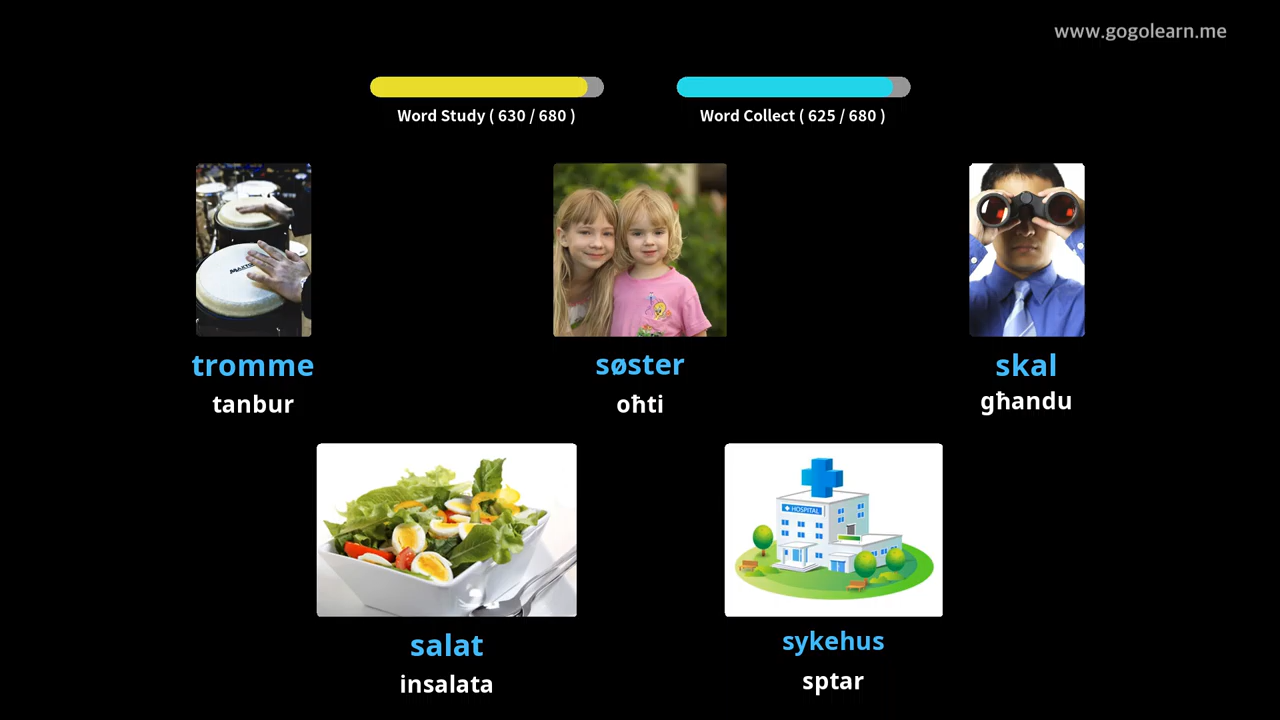 www.gogolearn.me
Word Study ( 630 / 680 )
Word Collect ( 625 / 680 )
tromme
tanbur
søster
oħti
skal
għandu
HOSPITAL
salat
insalata
sykehus
sptar